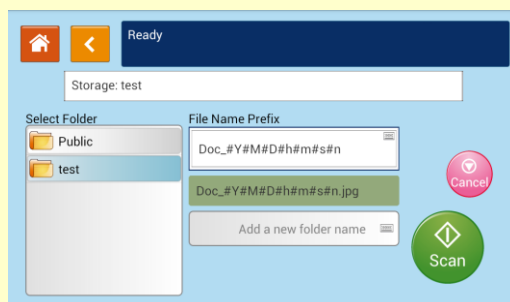 Ready
Storage: test
Select Folder
File Name Prefix
Public
test
Doc_#Y#M#D#h#m#s#n
Doc_#Y#M#D#h#m#s#n.jpg
Add a new folder name
Cancel
Scan